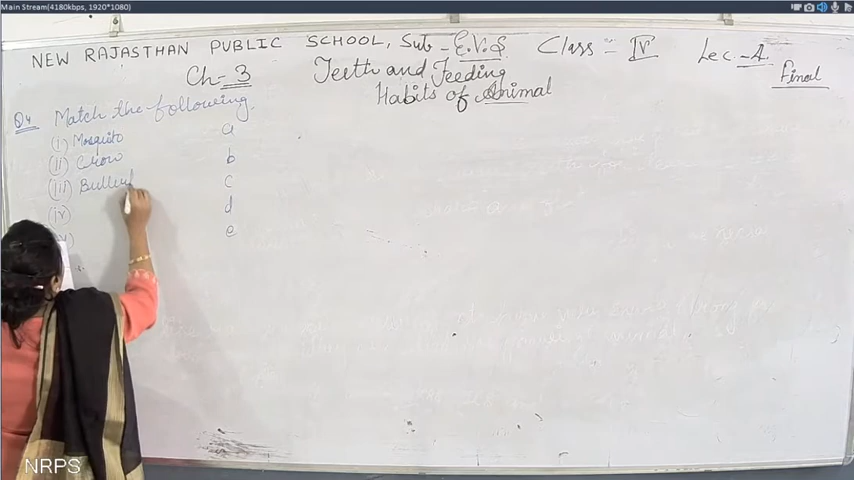 Main Stream(4180kbps, 1920*1080)
NEW RAJASTHAN PUBLIC SCHOOL, Sub - E.V.S Class = IV Lec - 4
Final
Ch - 3 Teeth and Feeding
Habits of Animal
Q4 Match the following.
(i) Mosquito a
(ii) Crow b
(iii) c
(iv) d
e
NRPS